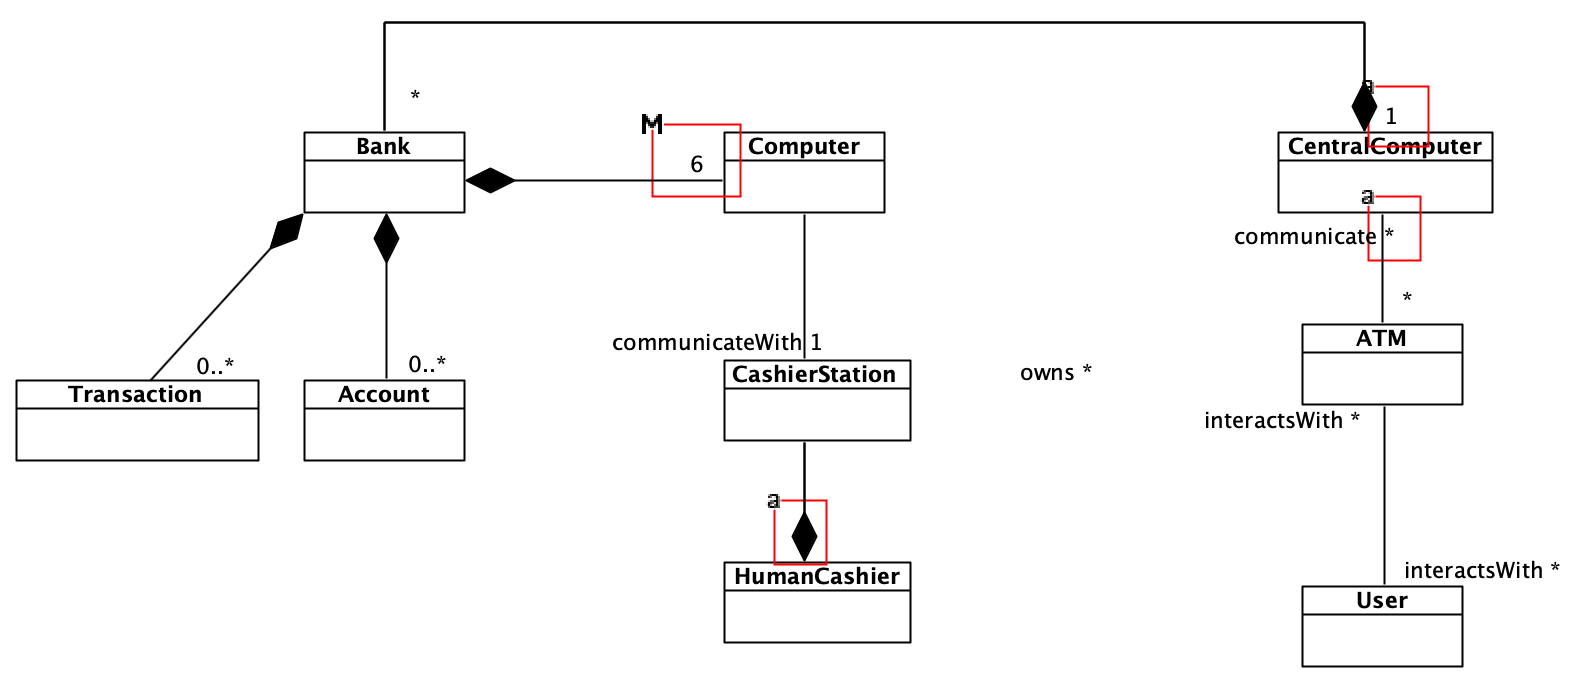 a
*
1
M
Bank
Computer
CentralComputer
6
a
communicate *
*
communicateWith 1
ATM
0..*
0..*
CashierStation
owns *
Transaction
Account
interactsWith *
a
interactsWith *
HumanCashier
User